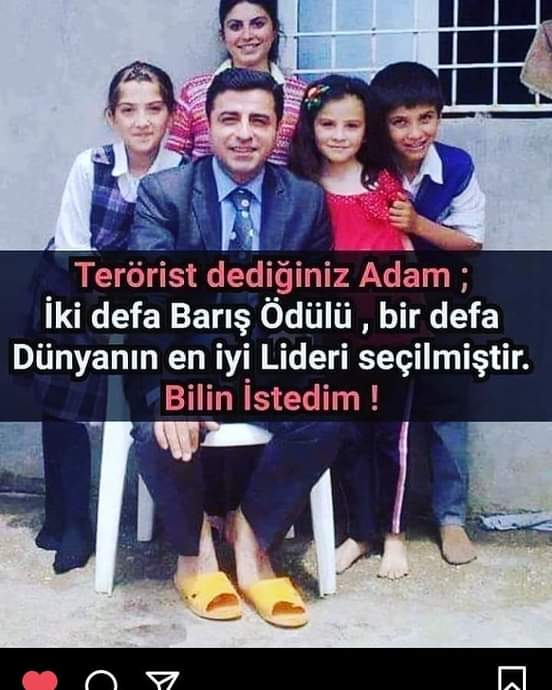 Terörist dediğiniz Adam ;
İki defa Barış Ödülü , bir defa
Dünyanın en iyi Lideri seçilmiştir.
Bilin İstedim !